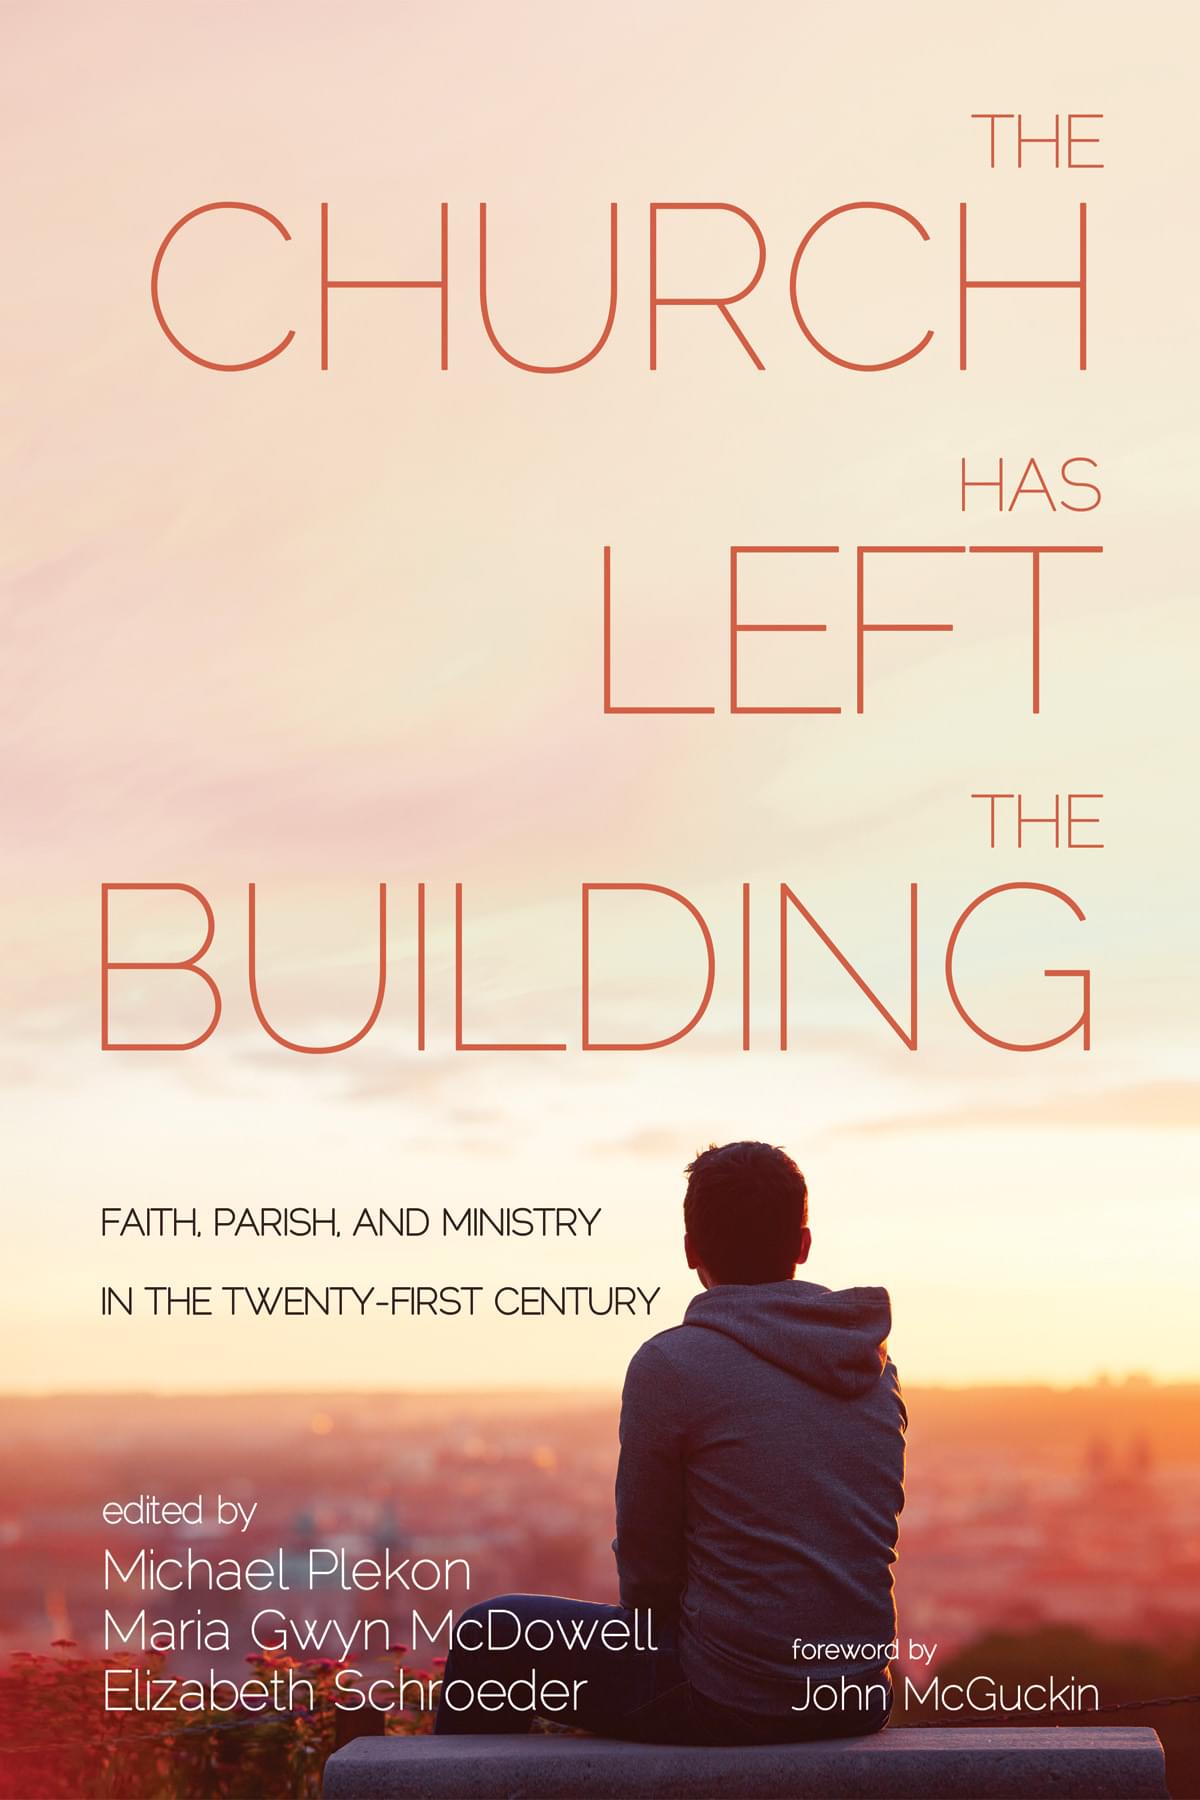 THE
CHURCH
HAS
LEFT
THE
BUILDING
FAITH, PARISH, AND MINISTRY
IN THE TWENTY-FIRST CENTURY
edited by
Michael Plekon
Maria Gwyn McDowell
Elizabeth Schroeder
foreword by
John McGuckin